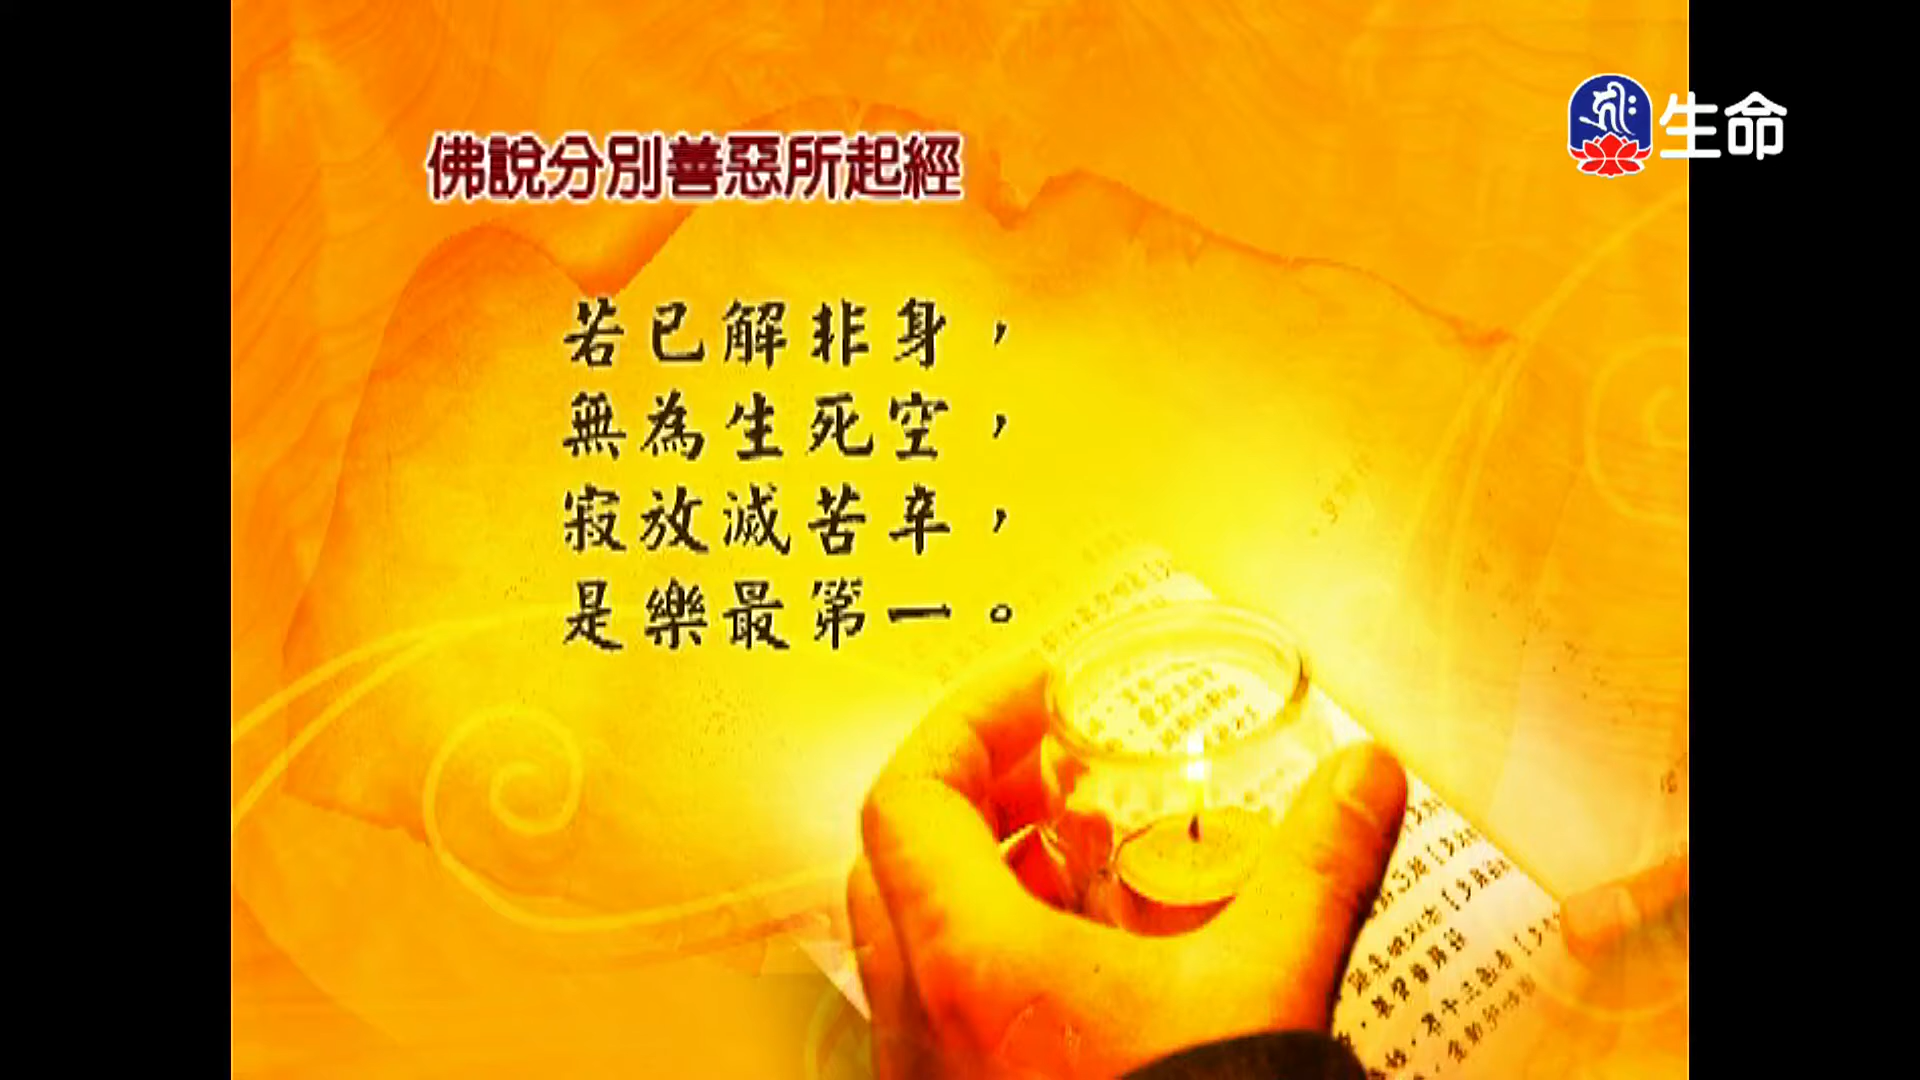 佛說分別善惡所起經
生命
若已解非身，
無為生死空，
寂放滅苦辛，
是樂最第一。